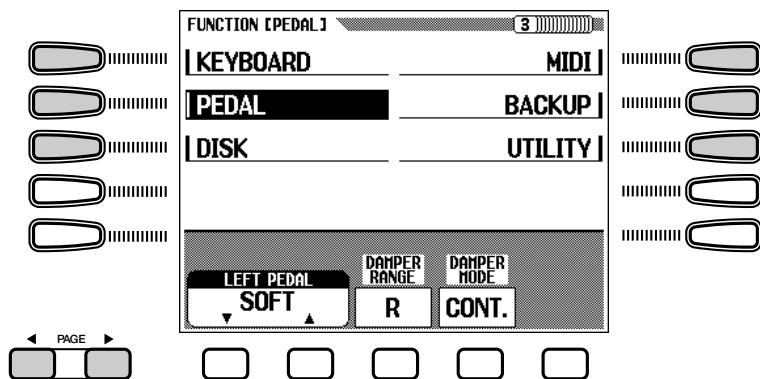 FUNCTION [PEDAL] 3
KEYBOARD MIDI
PEDAL BACKUP
DISK UTILITY
LEFT PEDAL
SOFT
▼ ▲
DAMPER
RANGE
R
DAMPER
MODE
CONT.
◀ PAGE ▶